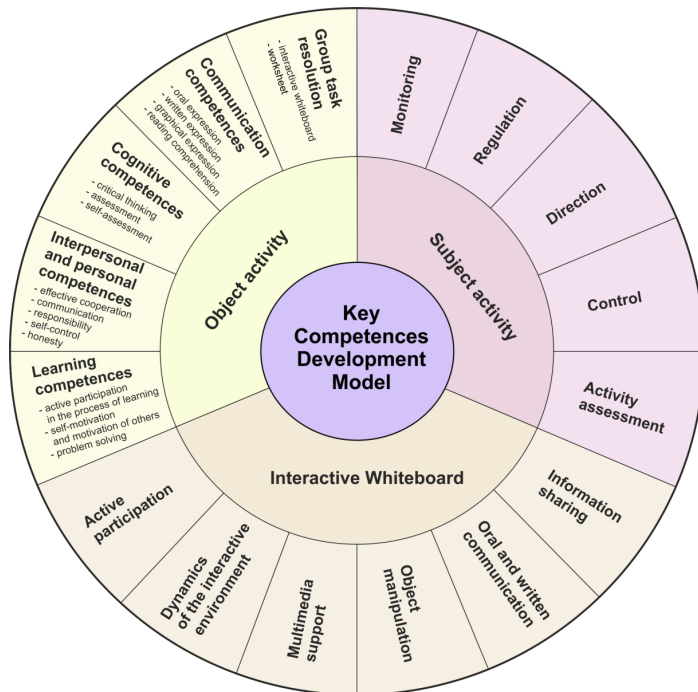 Key
Competences
Development
Model
Object activity
Subject activity
Interactive Whiteboard
Group task
resolution
- interactive whiteboard
- worksheet
Monitoring
Regulation
Direction
Control
Activity
assessment
Information
sharing
Oral and written
communication
Object
manipulation
Multimedia
support
Dynamics
of the interactive
environment
Active
participation
Learning
competences
- active participation
in the process of learning
- self-motivation
and motivation of others
- problem solving
Interpersonal
and personal
competences
- effective cooperation
- communication
- responsibility
- self-control
- honesty
Cognitive
competences
- critical thinking
- assessment
- self-assessment
Communication
competences
- oral expression
- written expression
- graphical expression
- reading comprehension